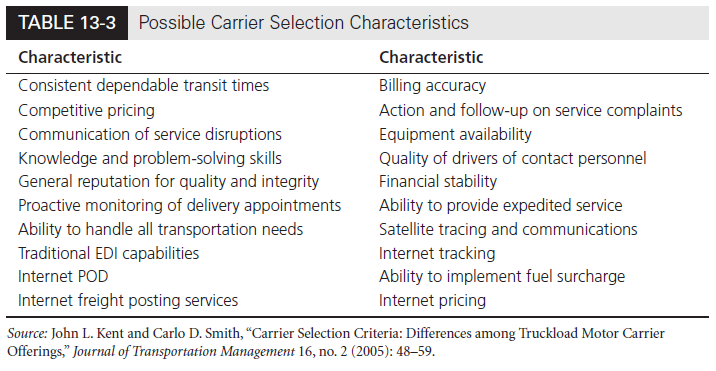 TABLE 13-3 Possible Carrier Selection Characteristics
Characteristic Characteristic
Consistent dependable transit times Billing accuracy
Competitive pricing Action and follow-up on service complaints
Communication of service disruptions Equipment availability
Knowledge and problem-solving skills Quality of drivers of contact personnel
General reputation for quality and integrity Financial stability
Proactive monitoring of delivery appointments Ability to provide expedited service
Ability to handle all transportation needs Satellite tracing and communications
Traditional EDI capabilities Internet tracking
Internet POD Ability to implement fuel surcharge
Internet freight posting services Internet pricing
Source: John L. Kent and Carlo D. Smith, “Carrier Selection Criteria: Differences among Truckload Motor Carrier
Offerings,” Journal of Transportation Management 16, no. 2 (2005): 48–59.